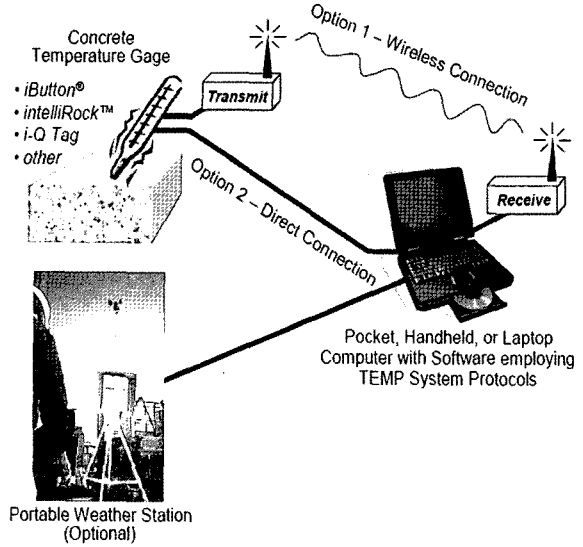 Concrete
Temperature Gage
• iButton®
• intelliRock™
• i-Q Tag
• other
Transmit
Option 1 – Wireless Connection
Receive
Option 2 – Direct Connection
Pocket, Handheld, or Laptop
Computer with Software employing
TEMP System Protocols
Portable Weather Station
(Optional)